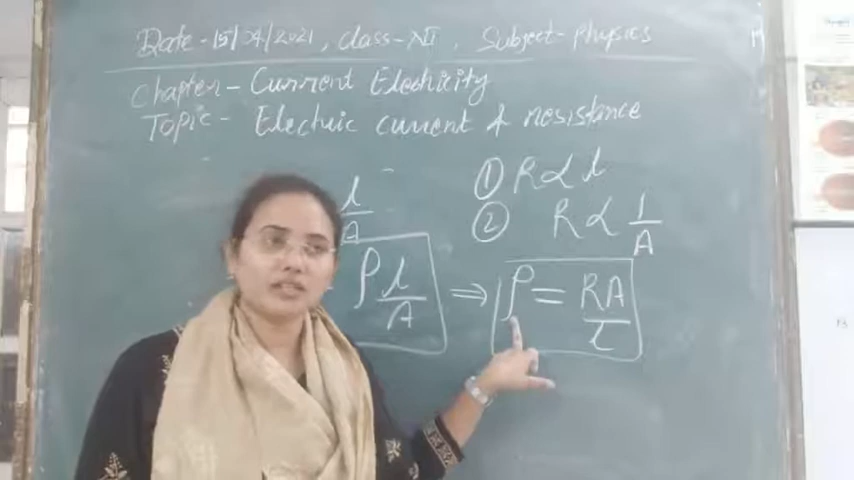 Date - 15/04/2021, class - XII, Subject - Physics
Chapter - Current Electricity
Topic - Electric current & resistance
① R ∝ l
l/A
② R ∝ 1/A
ρ l/A ⇒ ρ = RA/l